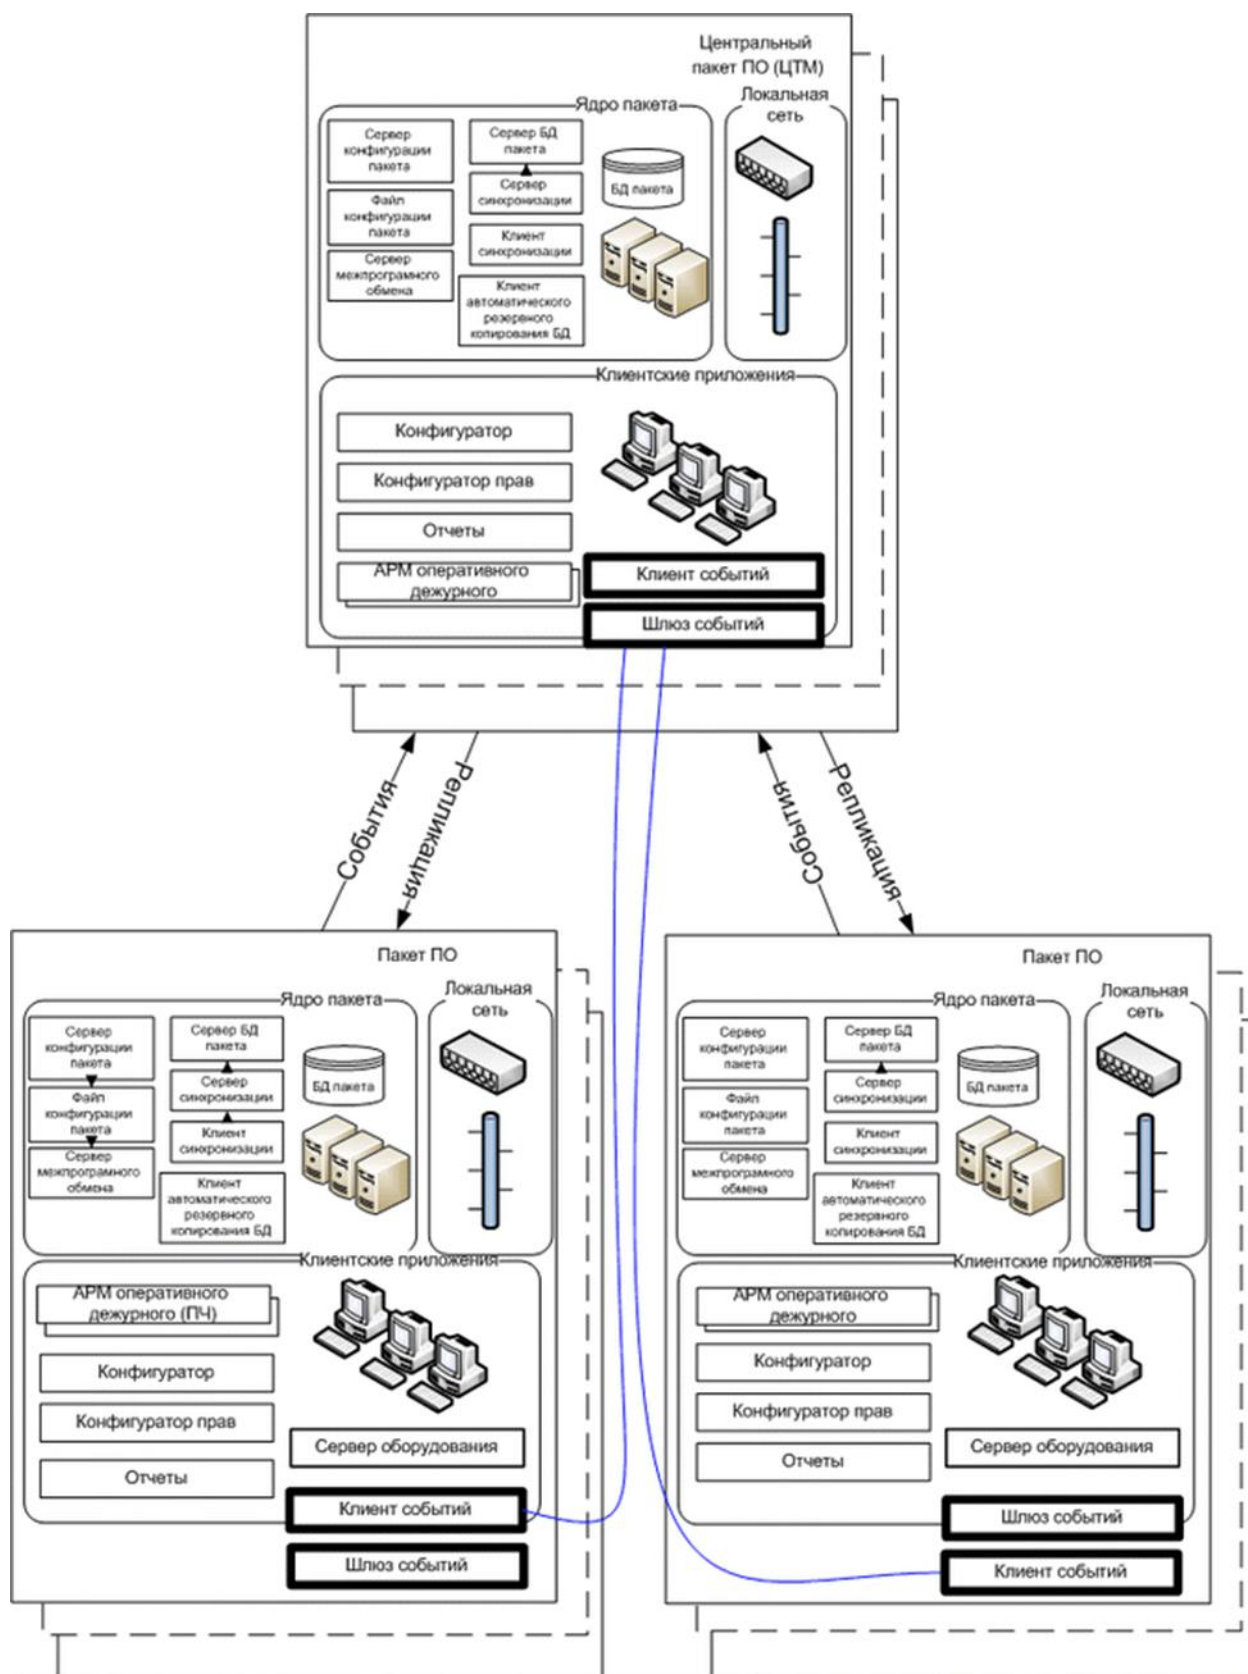 Центральный
пакет ПО (ЦТМ)
Ядро пакета
Локальная
сеть
Сервер
конфигурации
пакета
Сервер БД
пакета
БД пакета
Файл
конфигурации
пакета
Сервер
синхронизации
Сервер
межпрограмного
обмена
Клиент
синхронизации
Клиент
автоматического
резервного
копирования БД
Клиентские приложения
Конфигуратор
Конфигуратор прав
Отчеты
АРМ оперативного
дежурного
Клиент событий
Шлюз событий
События
Репликация
События
Репликация
Пакет ПО
Ядро пакета
Локальная
сеть
Сервер
конфигурации
пакета
Сервер БД
пакета
БД пакета
Файл
конфигурации
пакета
Сервер
синхронизации
Сервер
межпрограмного
обмена
Клиент
синхронизации
Клиент
автоматического
резервного
копирования БД
Клиентские приложения
АРМ оперативного
дежурного (ПЧ)
Конфигуратор
Конфигуратор прав
Сервер оборудования
Отчеты
Клиент событий
Шлюз событий
Пакет ПО
Ядро пакета
Локальная
сеть
Сервер
конфигурации
пакета
Сервер БД
пакета
БД пакета
Файл
конфигурации
пакета
Сервер
синхронизации
Сервер
межпрограмного
обмена
Клиент
синхронизации
Клиент
автоматического
резервного
копирования БД
Клиентские приложения
АРМ оперативного
дежурного
Конфигуратор
Конфигуратор прав
Сервер оборудования
Отчеты
Шлюз событий
Клиент событий